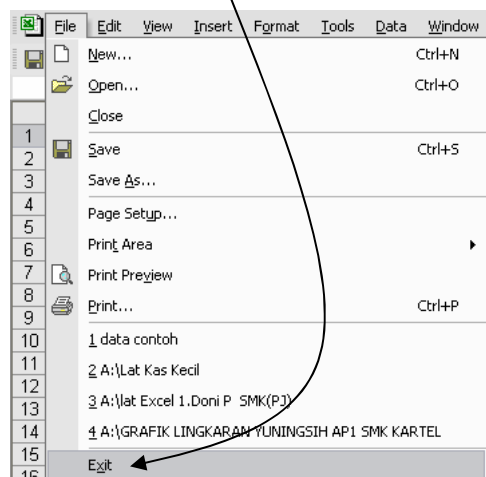 File Edit View Insert Format Tools Data Window
New... Ctrl+N
Open... Ctrl+O
Close
1
Save Ctrl+S
2
3 Save As...
4
Page Setup...
5
6 Print Area
7 Print Preview
8
Print... Ctrl+P
9
10 1 data contoh
11
2 A:\Lat Kas Kecil
12
13 3 A:\lat Excel 1.Doni P SMK(PJ)
14 4 A:\GRAFIK LINGKARAN YUNINGSIH AP1 SMK KARTEL
15
Exit
16